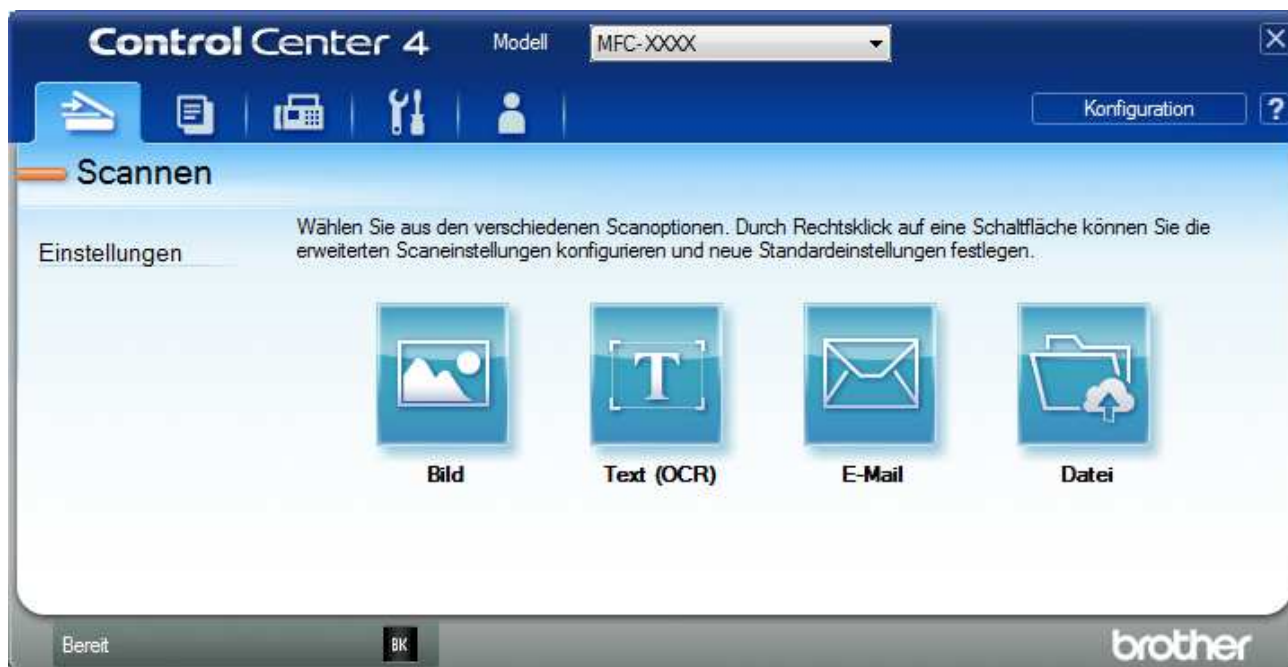 ControlCenter 4
Modell
MFC-XXXX
Konfiguration
?
Scannen
Einstellungen
Wählen Sie aus den verschiedenen Scanoptionen. Durch Rechtsklick auf eine Schaltfläche können Sie die
erweiterten Scaneinstellungen konfigurieren und neue Standardeinstellungen festlegen.
T
Bild
Text (OCR)
E-Mail
Datei
Bereit
BK
brother